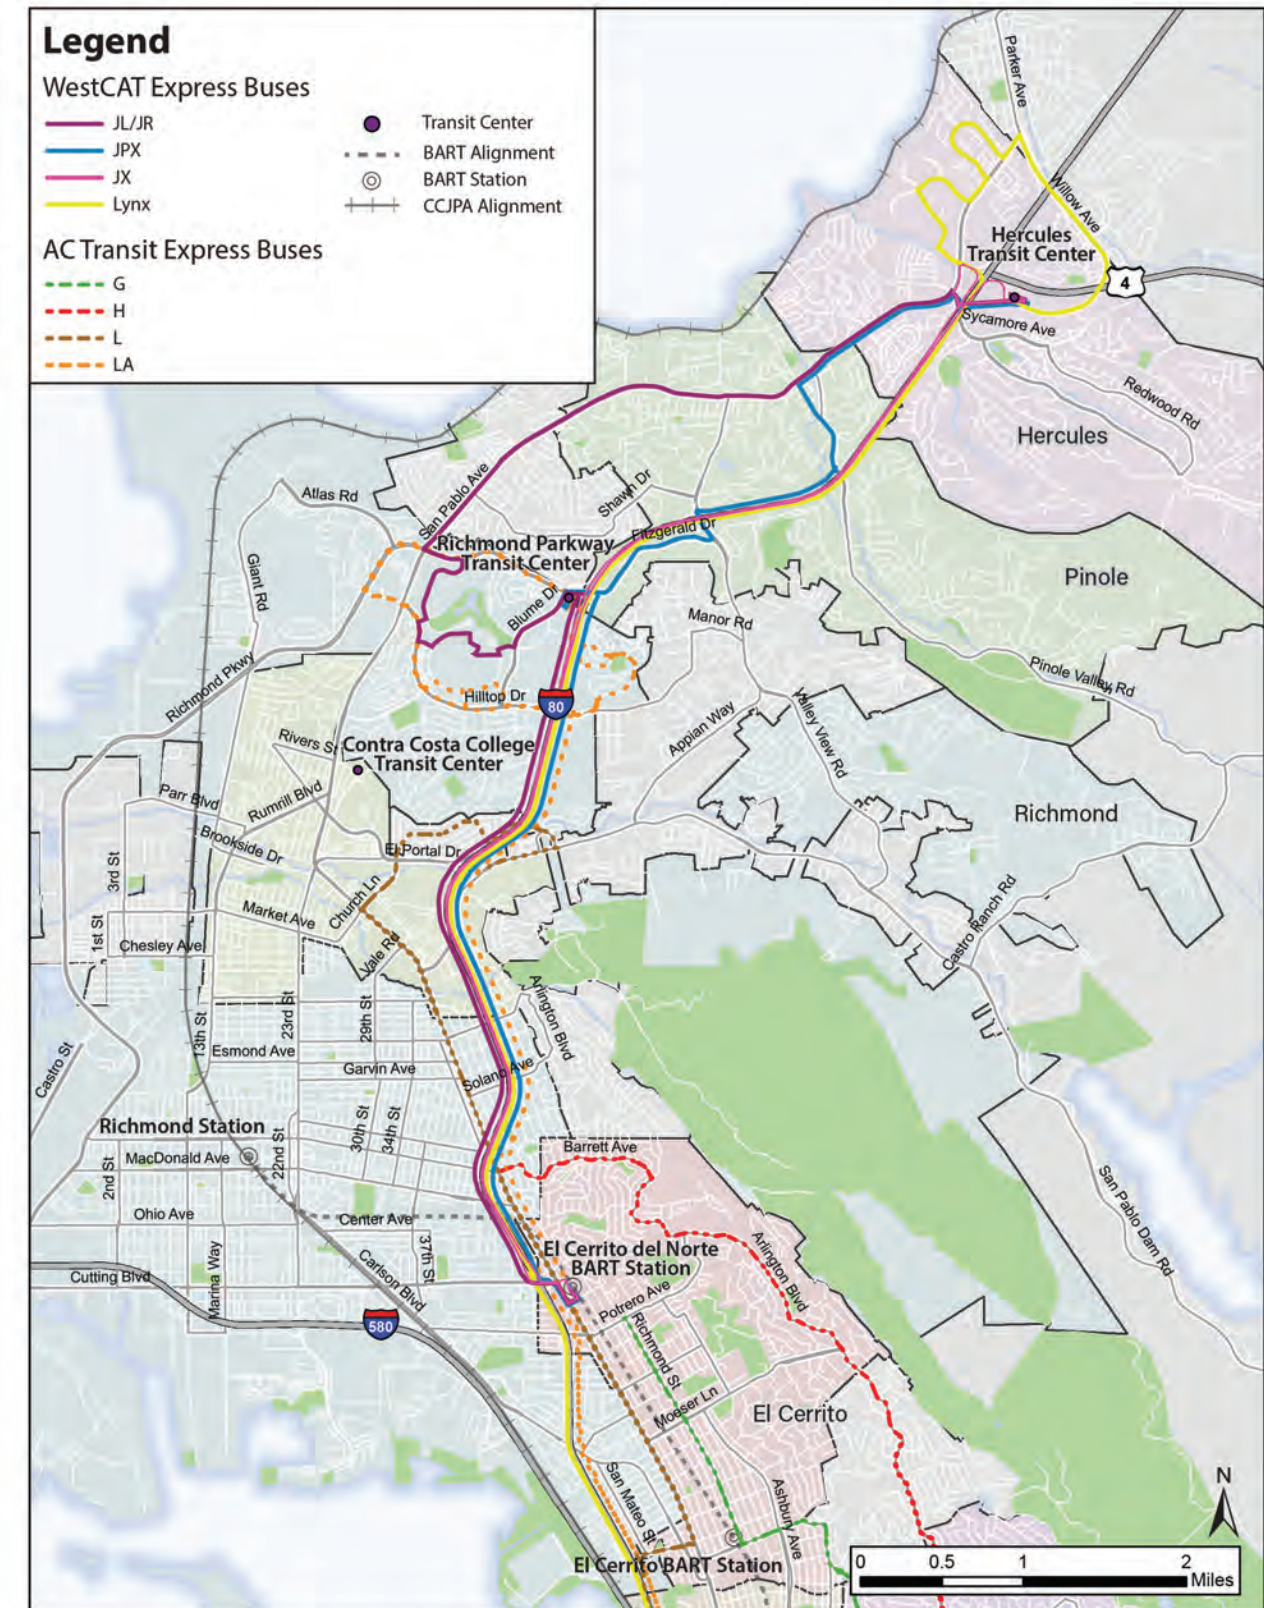 Legend
WestCAT Express Buses
JL/JR
JPX
JX
Lynx
Transit Center
BART Alignment
BART Station
CCJPA Alignment
AC Transit Express Buses
G
H
L
LA
Parker Ave
Willow Ave
Hercules
Transit Center
4
Sycamore Ave
Redwood Rd
Hercules
Atlas Rd
San Pablo Ave
Shawn Dr
Fitzgerald Dr
Richmond Parkway
Transit Center
Giant Rd
Blume Dr
Pinole
Manor Rd
Pinole Valley Rd
Richmond Pkwy
Hilltop Dr
80
Appian Way
Valley View Rd
Rivers St
Contra Costa College
Transit Center
Parr Blvd
Rumrill Blvd
Richmond
Brookside Dr
El Portal Dr
3rd St
Church Ln
Market Ave
1st St
Chesley Ave
Vale Rd
Castro Ranch Rd
Arlington Blvd
13th St
23rd St
29th St
Esmond Ave
Garvin Ave
Solano Ave
Castro St
Richmond Station
30th St
34th St
MacDonald Ave
22nd St
2nd St
Barrett Ave
San Pablo Dam Rd
Ohio Ave
Center Ave
37th St
El Cerrito del Norte
BART Station
Arlington Blvd
Cutting Blvd
Marina Way
Carlson Blvd
Potrero Ave
580
Richmond St
Moeser Ln
El Cerrito
San Mateo St
Ashbury Ave
El Cerrito BART Station
N
0 0.5 1 2
Miles